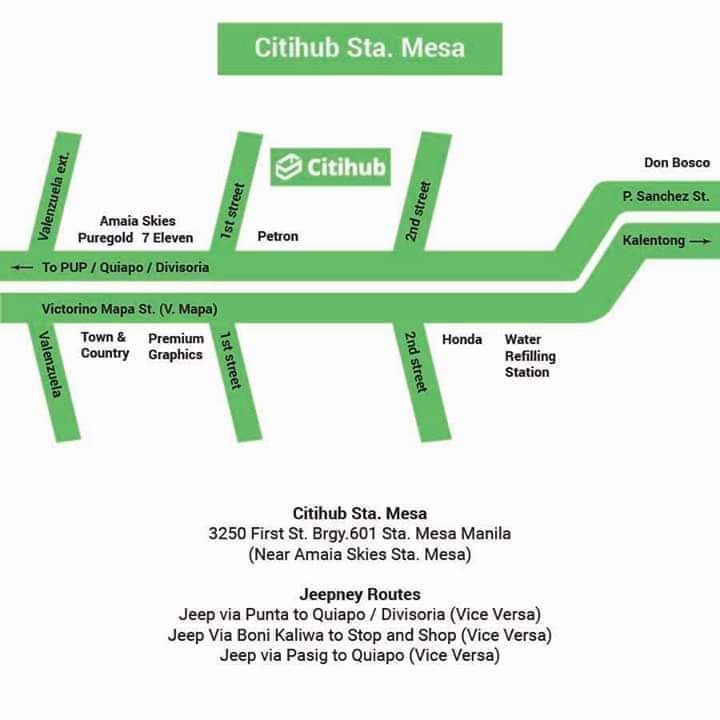 Citihub Sta. Mesa
Citihub
Don Bosco
Valenzuela ext.
1st street
2nd street
P. Sanchez St.
Amaia Skies
Puregold 7 Eleven
Petron
Kalentong →
← To PUP / Quiapo / Divisoria
Victorino Mapa St. (V. Mapa)
Valenzuela
Town &
Country
Premium
Graphics
1st street
2nd street
Honda
Water
Refilling
Station
Citihub Sta. Mesa
3250 First St. Brgy.601 Sta. Mesa Manila
(Near Amaia Skies Sta. Mesa)
Jeepney Routes
Jeep via Punta to Quiapo / Divisoria (Vice Versa)
Jeep Via Boni Kaliwa to Stop and Shop (Vice Versa)
Jeep via Pasig to Quiapo (Vice Versa)